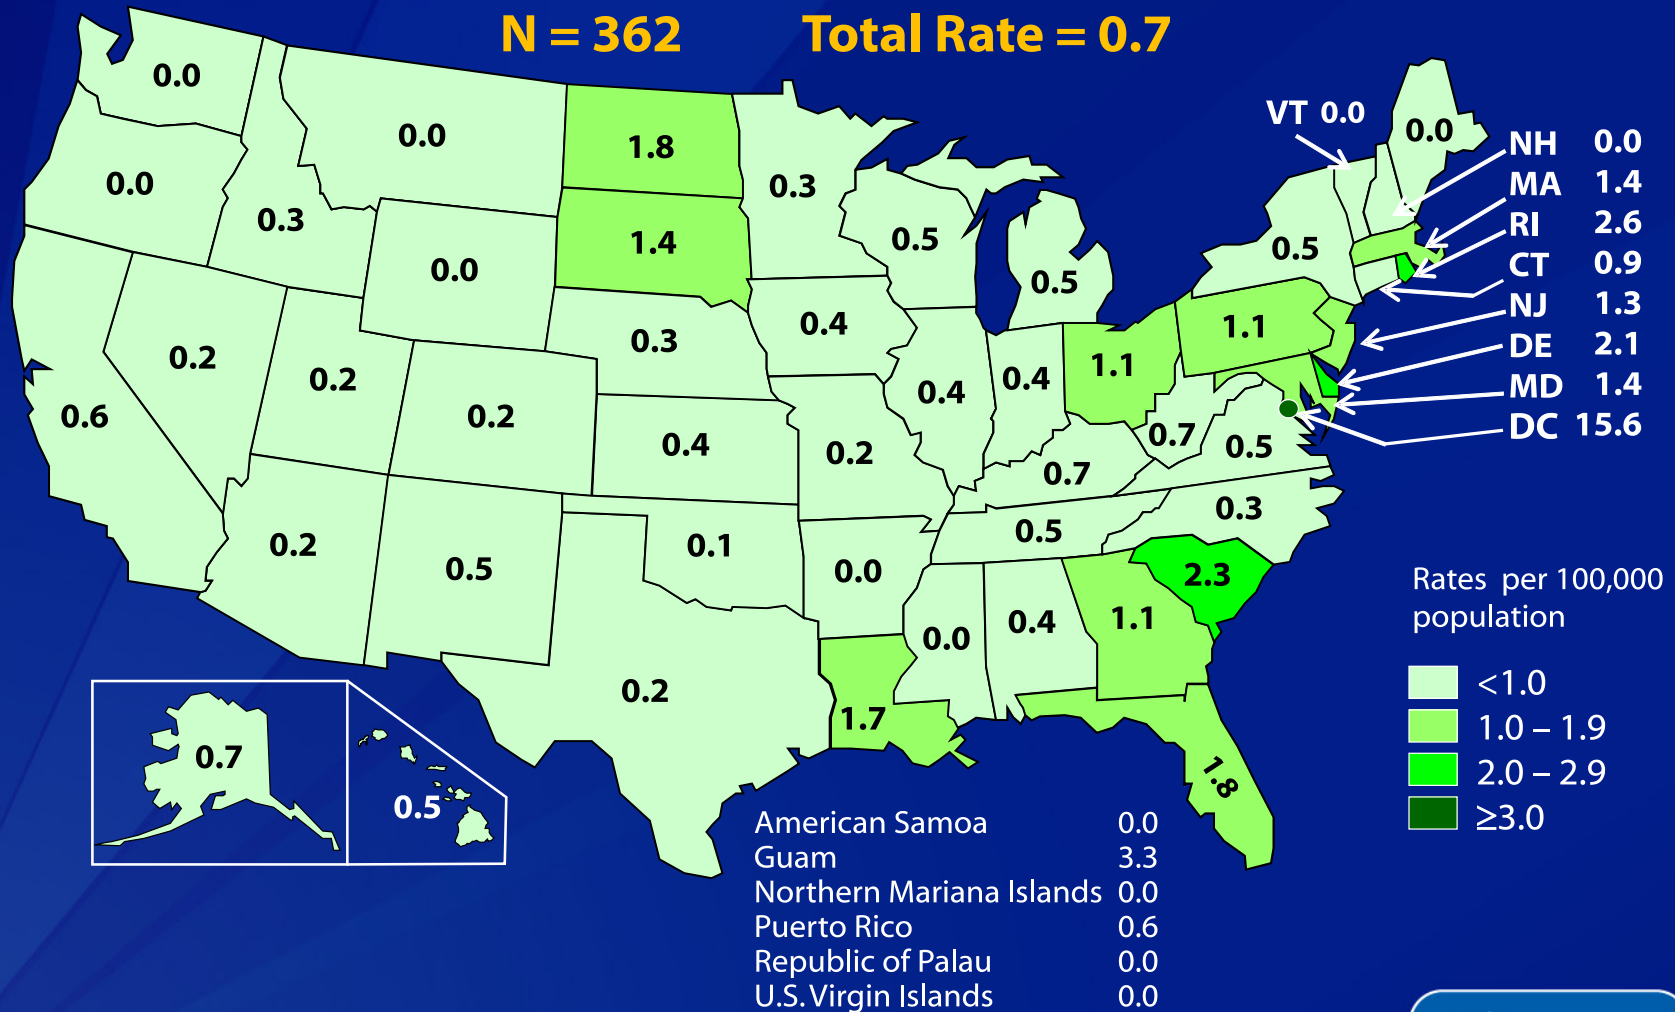 N = 362 Total Rate = 0.7
0.0
0.0
0.0
0.3
0.0
1.8
1.4
0.3
0.3
0.5
0.5
0.4
0.6
0.2
0.2
0.2
0.4
0.2
0.4
0.4
1.1
1.1
0.5
0.0
VT 0.0
NH 0.0
MA 1.4
RI 2.6
CT 0.9
NJ 1.3
DE 2.1
MD 1.4
DC 15.6
0.7
0.5
0.7
0.5
0.3
0.2
0.5
0.1
0.0
0.2
1.7
0.0
0.4
1.1
2.3
1.8
0.7
0.5
Rates per 100,000
population
<1.0
1.0 – 1.9
2.0 – 2.9
≥3.0
American Samoa 0.0
Guam 3.3
Northern Mariana Islands 0.0
Puerto Rico 0.6
Republic of Palau 0.0
U.S. Virgin Islands 0.0